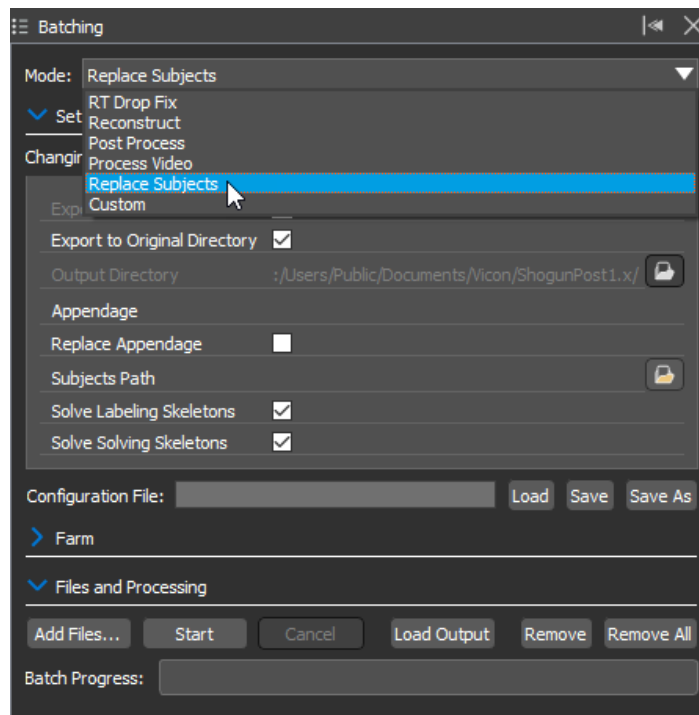 Batching
Mode: Replace Subjects
RT Drop Fix
Set
Reconstruct
Post Process
Changin
Process Video
Replace Subjects
Custom
Export to Original Directory
Output Directory :/Users/Public/Documents/Vicon/ShogunPost1.x/
Appendage
Replace Appendage
Subjects Path
Solve Labeling Skeletons
Solve Solving Skeletons
Configuration File: Load Save Save As
Farm
Files and Processing
Add Files... Start Cancel Load Output Remove Remove All
Batch Progress: